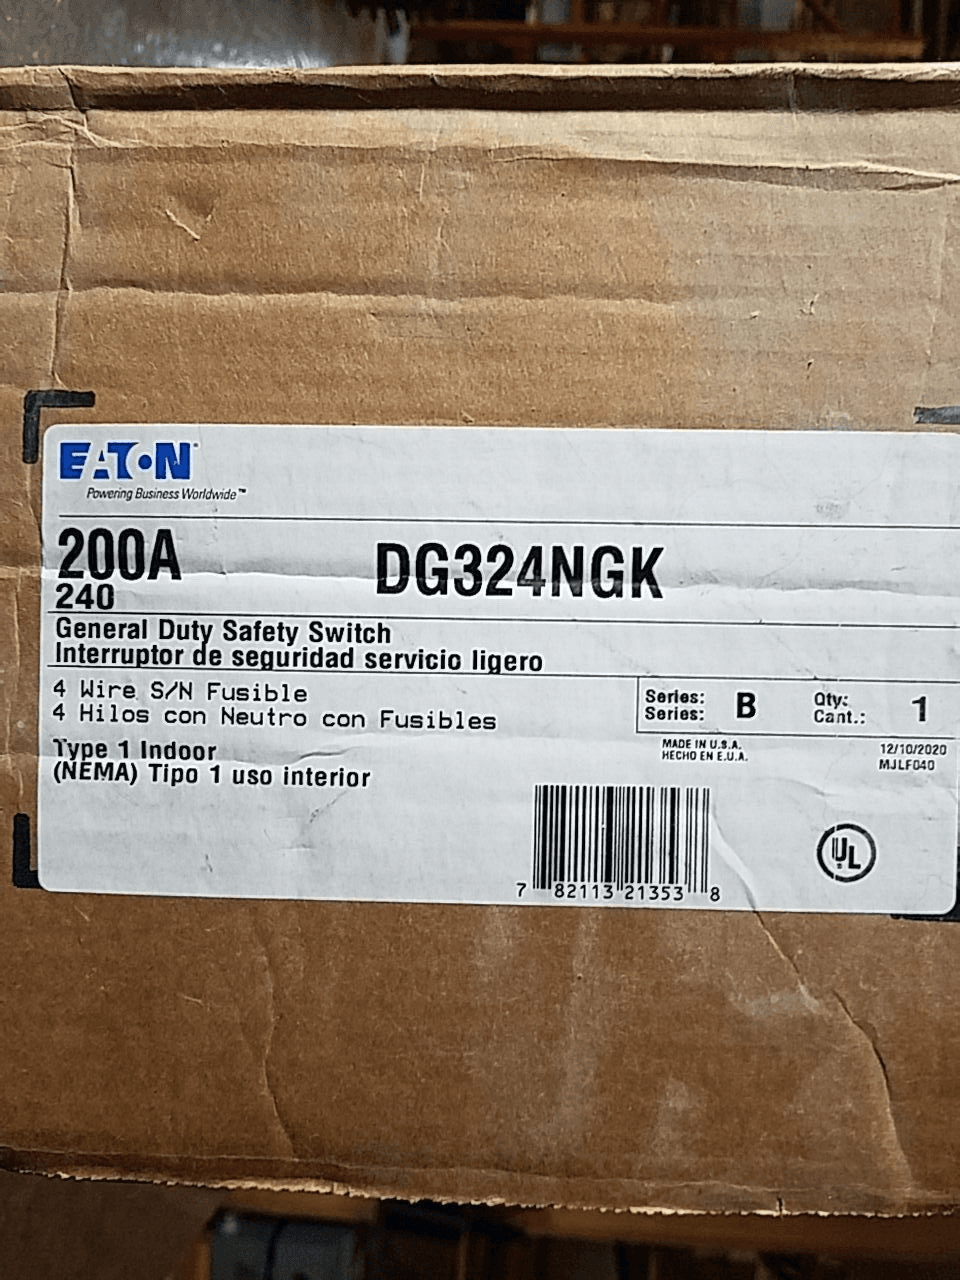 EATON
Powering Business Worldwide™
200A
240
DG324NGK
General Duty Safety Switch
Interruptor de seguridad servicio ligero
4 Wire S/N Fusible
4 Hilos con Neutro con Fusibles
Series:
Series:
B
Qty:
Cant.:
1
Type 1 Indoor
(NEMA) Tipo 1 uso interior
MADE IN U.S.A.
HECHO EN E.U.A.
12/10/2020
MJLF040
7 82113 21353 8
UL